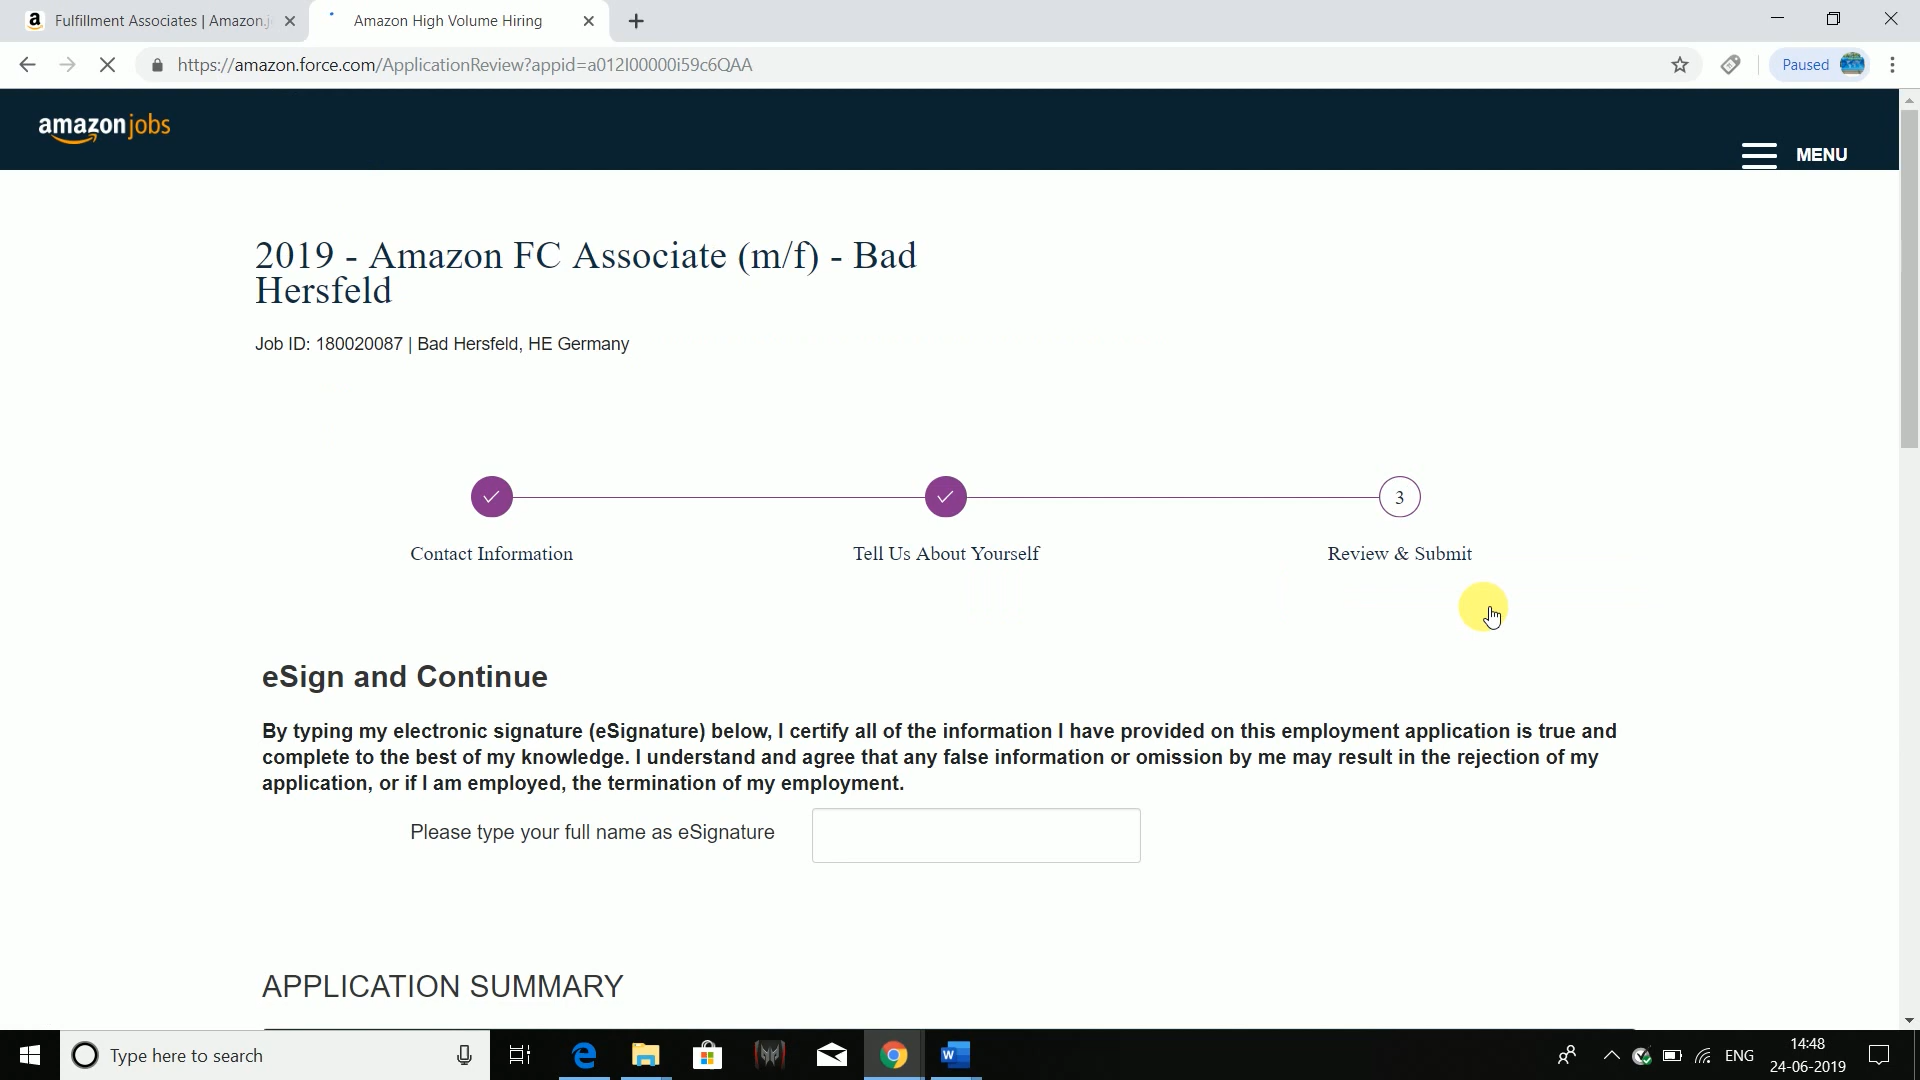 Fulfillment Associates | Amazon.j
Amazon High Volume Hiring
https://amazon.force.com/ApplicationReview?appid=a012I00000i59c6QAA
Paused
amazonjobs
MENU
2019 - Amazon FC Associate (m/f) - Bad
Hersfeld
Job ID: 180020087 | Bad Hersfeld, HE Germany
3
Contact Information
Tell Us About Yourself
Review & Submit
eSign and Continue
By typing my electronic signature (eSignature) below, I certify all of the information I have provided on this employment application is true and
complete to the best of my knowledge. I understand and agree that any false information or omission by me may result in the rejection of my
application, or if I am employed, the termination of my employment.
Please type your full name as eSignature
APPLICATION SUMMARY
Type here to search
ENG
14:48
24-06-2019